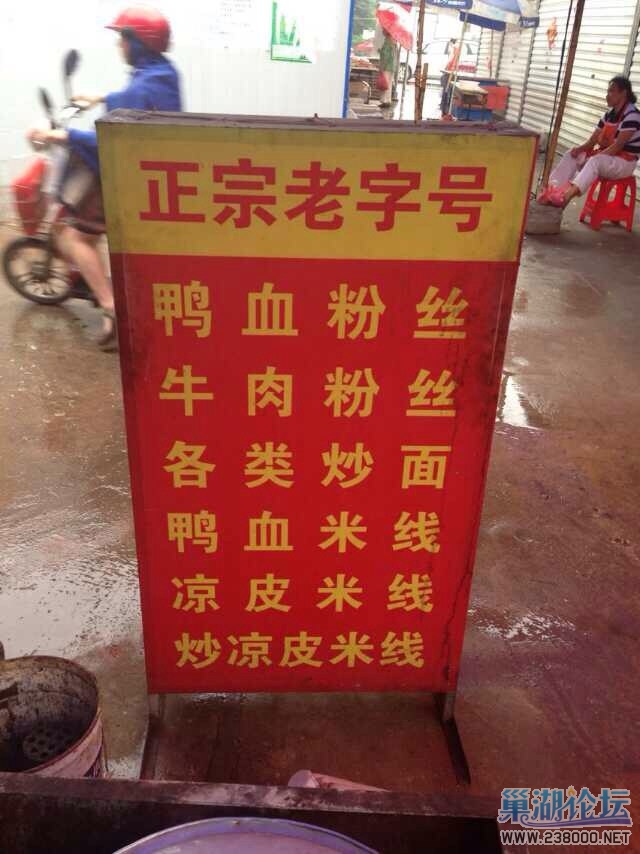 正宗老字号
鸭血粉丝
牛肉粉丝
各类炒面
鸭血米线
凉皮米线
炒凉皮米线
巢湖论坛
WWW.238000.NET